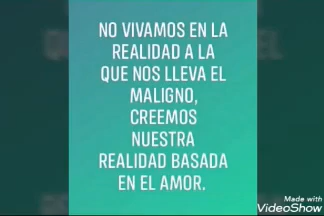 NO VIVAMOS EN LA
REALIDAD A LA
QUE NOS LLEVA EL
MALIGNO,
CREEMOS
NUESTRA
REALIDAD BASADA
EN EL AMOR.
Made with
VideoShow